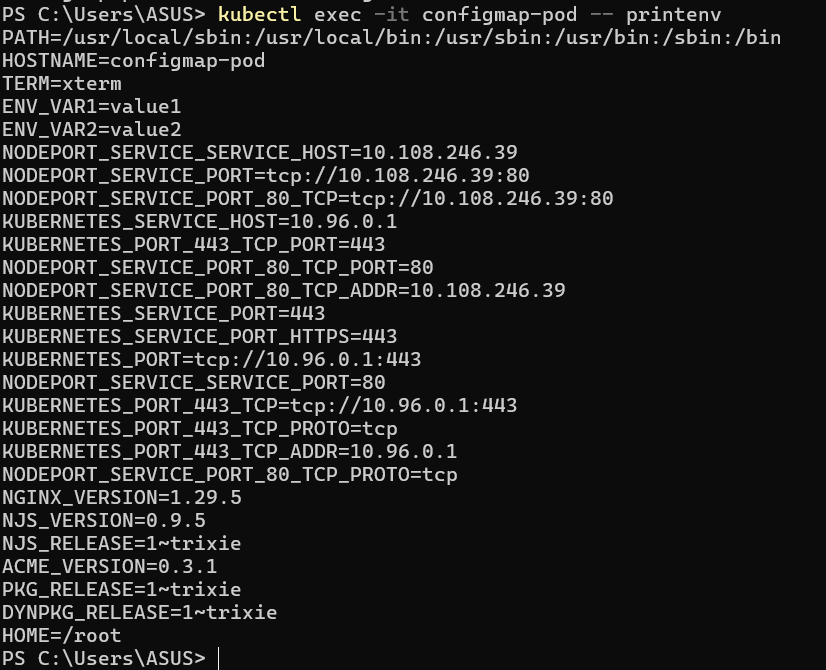 PS C:\Users\ASUS> kubectl exec -it configmap-pod -- printenv
PATH=/usr/local/sbin:/usr/local/bin:/usr/sbin:/usr/bin:/sbin:/bin
HOSTNAME=configmap-pod
TERM=xterm
ENV_VAR1=value1
ENV_VAR2=value2
NODEPORT_SERVICE_SERVICE_HOST=10.108.246.39
NODEPORT_SERVICE_PORT=tcp://10.108.246.39:80
NODEPORT_SERVICE_PORT_80_TCP=tcp://10.108.246.39:80
KUBERNETES_SERVICE_HOST=10.96.0.1
KUBERNETES_PORT_443_TCP_PORT=443
NODEPORT_SERVICE_PORT_80_TCP_PORT=80
NODEPORT_SERVICE_PORT_80_TCP_ADDR=10.108.246.39
KUBERNETES_SERVICE_PORT=443
KUBERNETES_SERVICE_PORT_HTTPS=443
KUBERNETES_PORT=tcp://10.96.0.1:443
NODEPORT_SERVICE_SERVICE_PORT=80
KUBERNETES_PORT_443_TCP=tcp://10.96.0.1:443
KUBERNETES_PORT_443_TCP_PROTO=tcp
KUBERNETES_PORT_443_TCP_ADDR=10.96.0.1
NODEPORT_SERVICE_PORT_80_TCP_PROTO=tcp
NGINX_VERSION=1.29.5
NJS_VERSION=0.9.5
NJS_RELEASE=1~trixie
ACME_VERSION=0.3.1
PKG_RELEASE=1~trixie
DYNPKG_RELEASE=1~trixie
HOME=/root
PS C:\Users\ASUS>